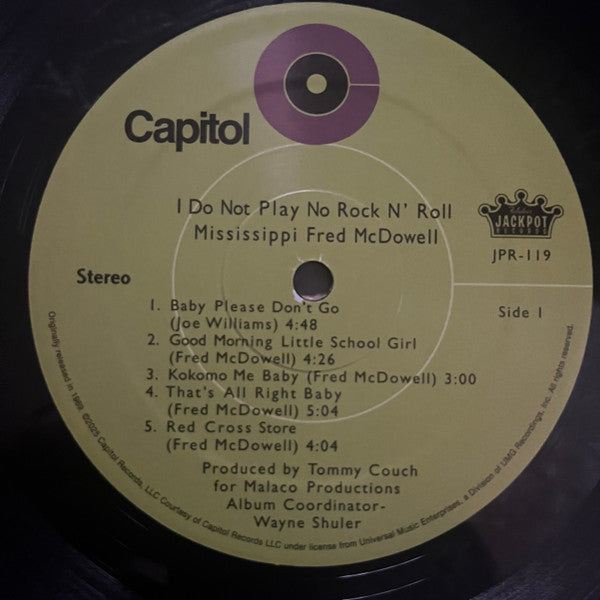 Capitol
I Do Not Play No Rock N' Roll
Mississippi Fred McDowell
JACKPOT
RECORDS
JPR-119
Stereo
Side 1
1. Baby Please Don't Go
(Joe Williams) 4:48
2. Good Morning Little School Girl
(Fred McDowell) 4:26
3. Kokomo Me Baby (Fred McDowell) 3:00
4. That's All Right Baby
(Fred McDowell) 5:04
5. Red Cross Store
(Fred McDowell) 4:04
Produced by Tommy Couch
for Malaco Productions
Album Coordinator-
Wayne Shuler
Originally released in 1969. ©2025 Capitol Records, LLC Courtesy of Capitol Records LLC under license from Universal Music Enterprises, a Division of UMG Recordings, Inc. All rights reserved.